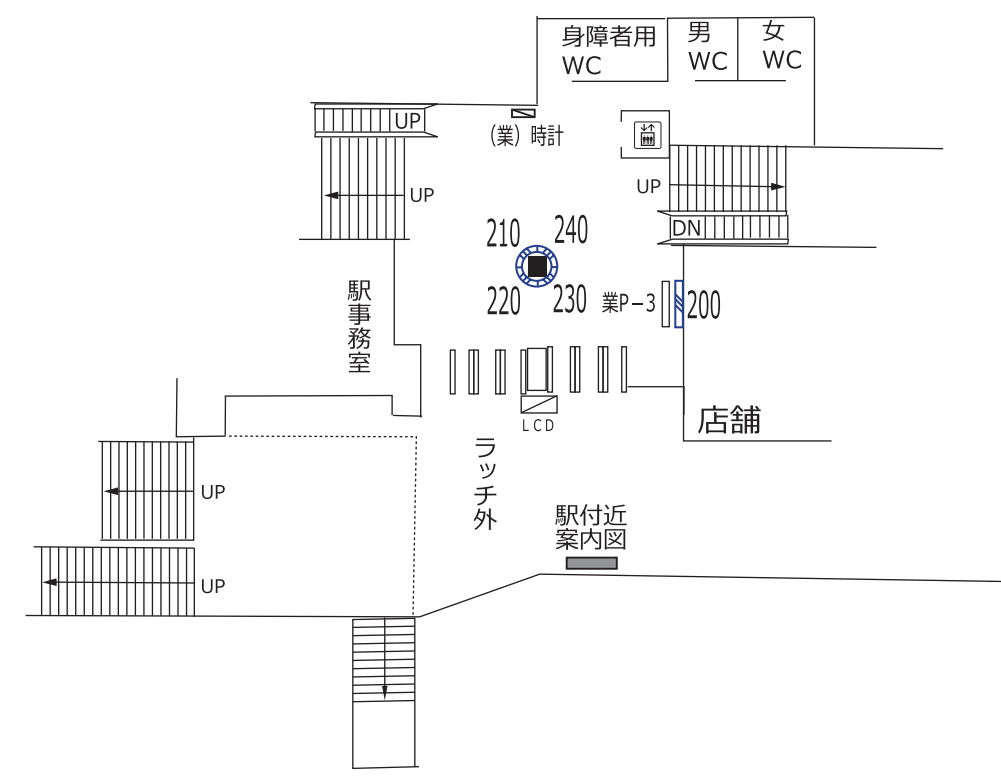 身障者用
WC
男
WC
女
WC
UP
(業) 時計
UP
UP
DN
210
240
220
230
業P-3
200
駅事務室
LCD
店舗
ラッチ外
UP
駅付近
案内図
UP